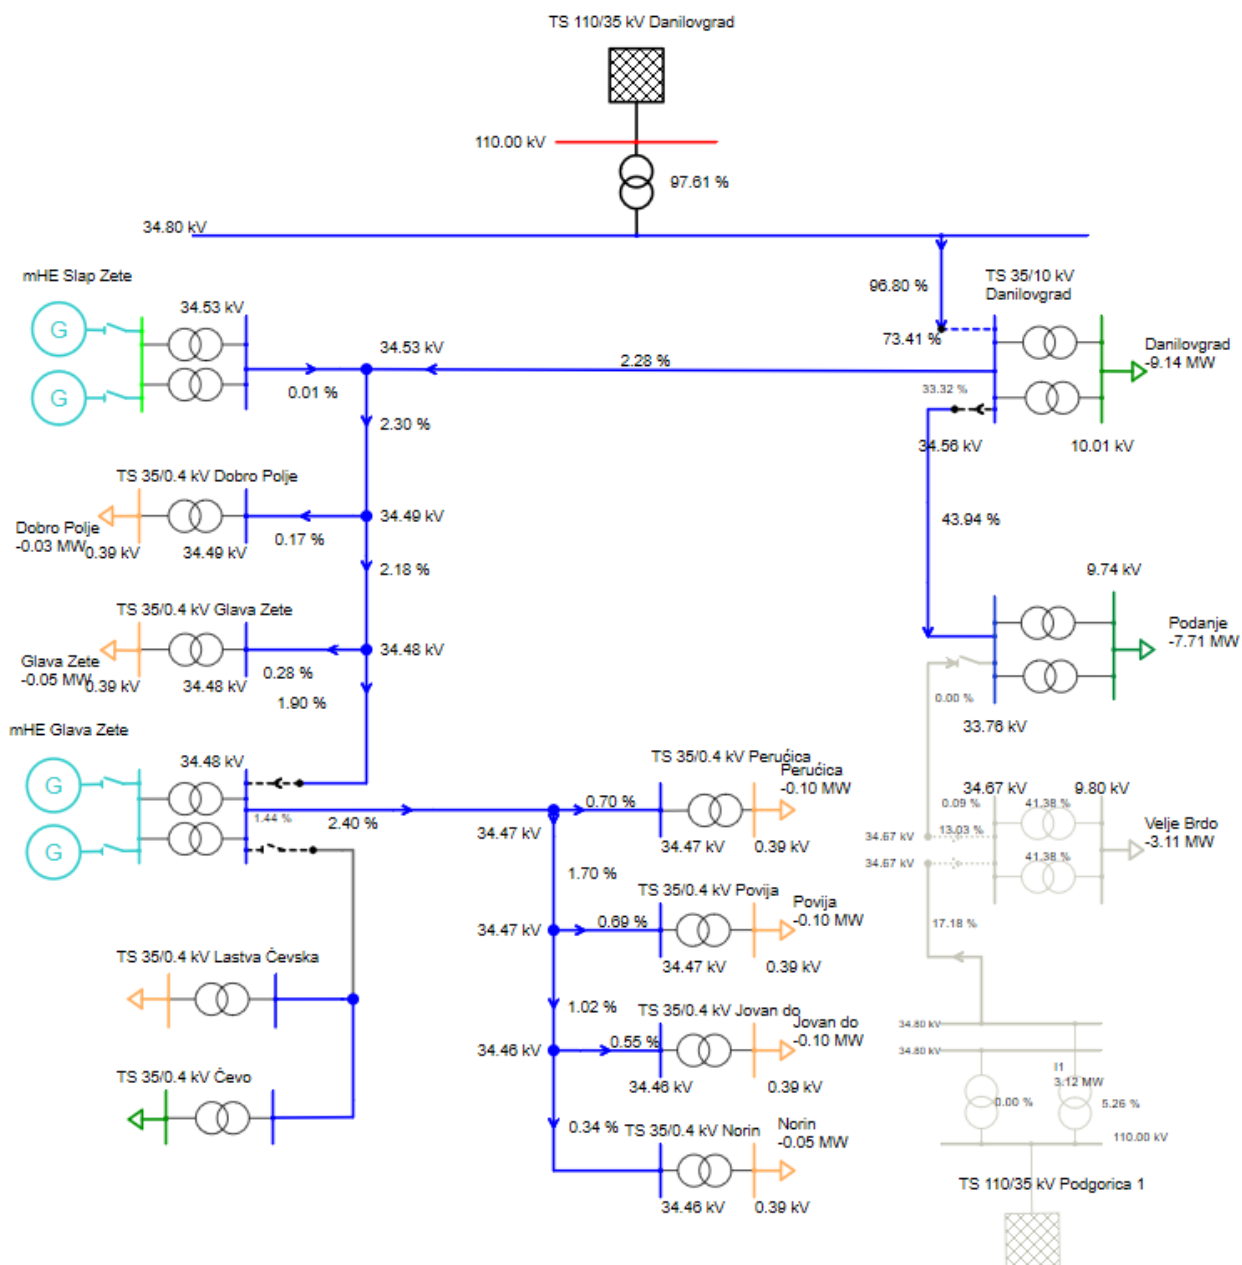 TS 110/35 kV Danilovgrad
110.00 kV
97.61 %
34.80 kV
mHE Slap Zete
G
G
34.53 kV
34.53 kV
0.01 %
2.28 %
2.30 %
96.80 %
TS 35/10 kV
Danilovgrad
73.41 %
33.32 %
34.56 kV
10.01 kV
Danilovgrad
-9.14 MW
43.94 %
TS 35/0.4 kV Dobro Polje
Dobro Polje
-0.03 MW
0.39 kV
34.49 kV
0.17 %
34.49 kV
2.18 %
TS 35/0.4 kV Glava Zete
Glava Zete
-0.05 MW
0.39 kV
34.48 kV
0.28 %
34.48 kV
1.90 %
9.74 kV
Podanje
-7.71 MW
0.00 %
33.76 kV
mHE Glava Zete
G
G
34.48 kV
1.44 %
2.40 %
TS 35/0.4 kV Perućica
Perućica
-0.10 MW
0.70 %
34.47 kV
34.47 kV
0.39 kV
1.70 %
TS 35/0.4 kV Povija
Povija
-0.10 MW
0.69 %
34.47 kV
34.47 kV
0.39 kV
1.02 %
TS 35/0.4 kV Jovan do
Jovan do
-0.10 MW
0.55 %
34.46 kV
34.46 kV
0.39 kV
0.34 %
TS 35/0.4 kV Norin
Norin
-0.05 MW
34.46 kV
0.39 kV
TS 35/0.4 kV Lastva Čevska
TS 35/0.4 kV Čevo
34.67 kV
9.80 kV
0.09 %
41.38 %
34.67 kV
13.03 %
34.67 kV
41.38 %
Velje Brdo
-3.11 MW
17.18 %
34.80 kV
34.80 kV
I1
3.12 MW
0.00 %
5.26 %
110.00 kV
TS 110/35 kV Podgorica 1